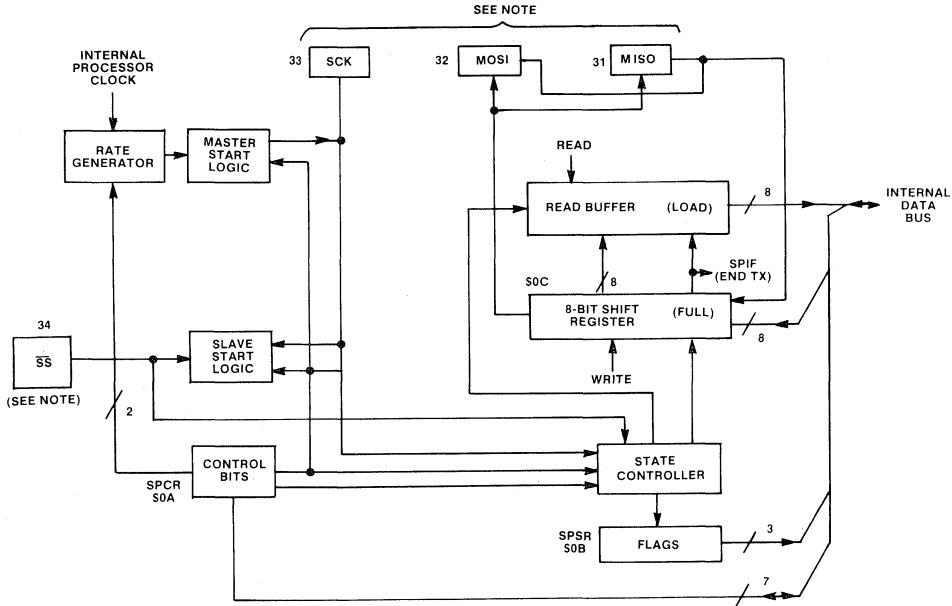 SEE NOTE
33
SCK
32
MOSI
31
MISO
INTERNAL
PROCESSOR
CLOCK
RATE
GENERATOR
MASTER
START
LOGIC
READ
READ BUFFER (LOAD)
8
INTERNAL
DATA
BUS
8
SPIF
(END TX)
$0C
8-BIT SHIFT
REGISTER
(FULL)
8
WRITE
34
SS
(SEE NOTE)
SLAVE
START
LOGIC
2
SPCR
$0A
CONTROL
BITS
STATE
CONTROLLER
SPSR
$0B
FLAGS
3
7